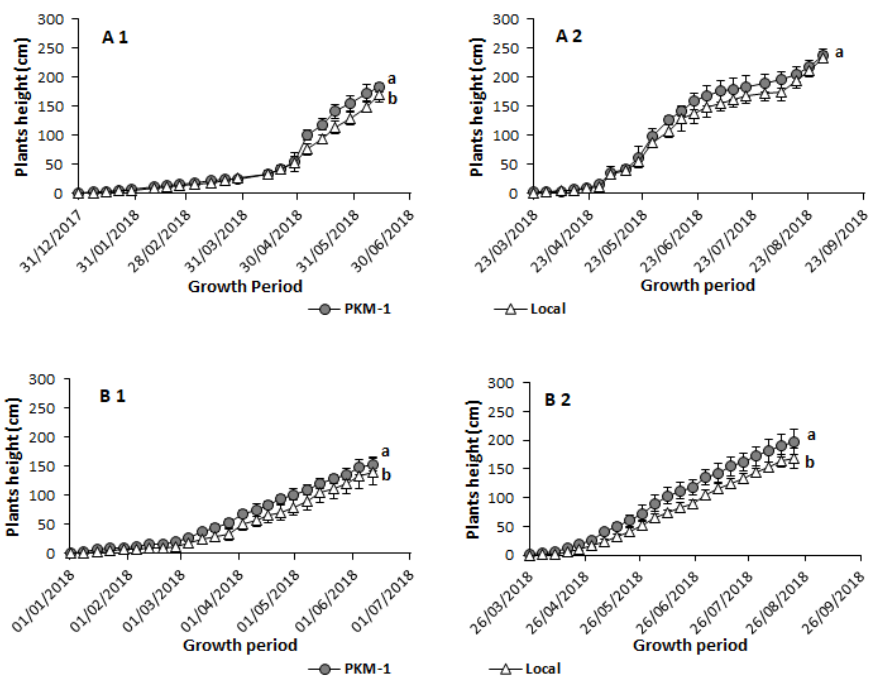 A 1
Plants height (cm)
300
250
200
150
100
50
0
a
b
31/12/2017
31/01/2018
28/02/2018
31/03/2018
30/04/2018
31/05/2018
30/06/2018
Growth Period
A 2
Plants height (cm)
300
250
200
150
100
50
0
a
23/03/2018
23/04/2018
23/05/2018
23/06/2018
23/07/2018
23/08/2018
23/09/2018
Growth period
PKM-1 Local
B 1
Plants height (cm)
300
250
200
150
100
50
0
a
b
01/01/2018
01/02/2018
01/03/2018
01/04/2018
01/05/2018
01/06/2018
01/07/2018
Growth period
B 2
Plants height (cm)
300
250
200
150
100
50
0
a
b
26/03/2018
26/04/2018
26/05/2018
26/06/2018
26/07/2018
26/08/2018
26/09/2018
Growth period
PKM-1 Local